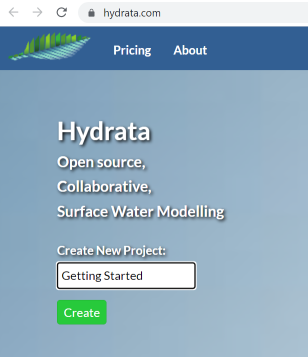 hydrata.com
Pricing About
Hydrata
Open source,
Collaborative,
Surface Water Modelling
Create New Project:
Getting Started
Create